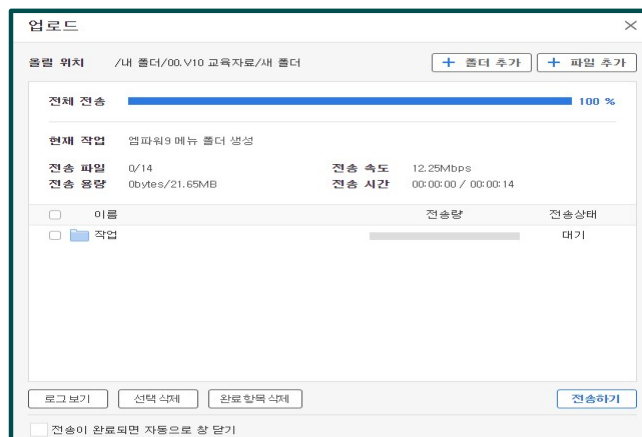 업로드
올릴 위치 /내 폴더/00.V10 교육자료/새 폴더 + 폴더 추가 + 파일 추가
전체 전송 100 %
현재 작업 엠파워9 메뉴 폴더 생성
전송 파일 0/14 전송 속도 12.25Mbps
전송 용량 0bytes/21.65MB 전송 시간 00:00:00 / 00:00:14
이름 전송량 전송상태
작업 대기
로그보기 선택 삭제 완료항목 삭제 전송하기
전송이 완료되면 자동으로 창 닫기